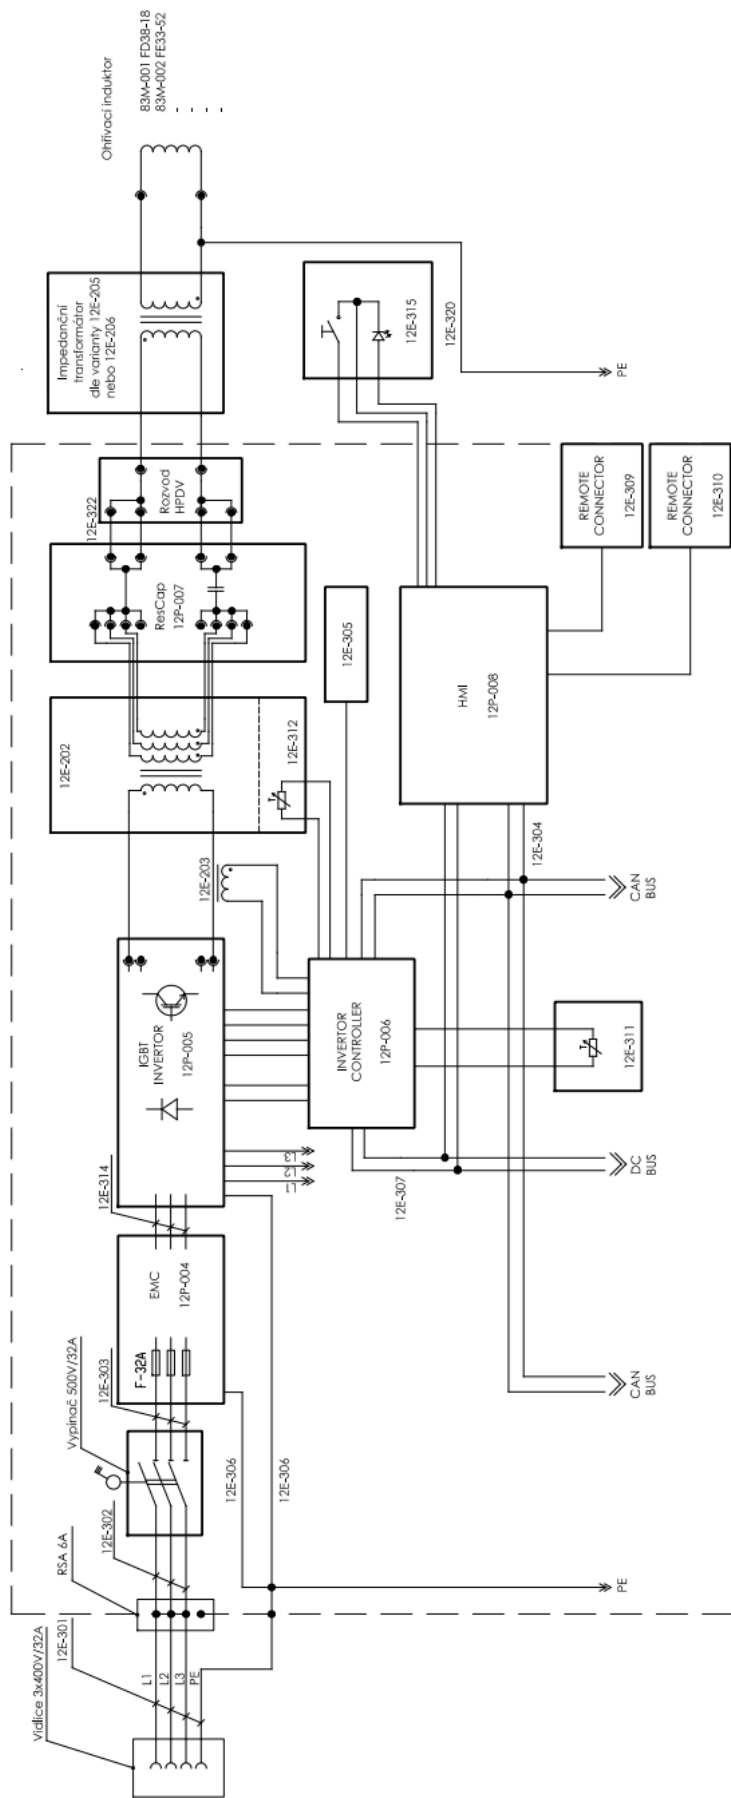 Vidlice 3x400V/32A
12E-301
L1
L2
L3
PE
RSA 6A
12E-302
Vypínač 500V/32A
12E-303
F-32A
EMC
12P-004
12E-306
12E-306
PE
12E-314
IGBT
INVERTOR
12P-005
L1
L2
L3
12E-203
12E-202
12E-312
ResCap
12P-007
12E-322
Rozvod
HPDV
Impedanční
transformátor
dle varianty 12E-205
nebo 12E-206
Ohřívací induktor
83M-001 FD38-18
83M-002 FE33-52
-
-
-
-
INVERTOR
CONTROLLER
12P-006
12E-307
12E-305
12E-315
12E-320
PE
HMI
12P-008
12E-304
CAN
BUS
12E-311
DC
BUS
CAN
BUS
REMOTE
CONNECTOR
12E-309
REMOTE
CONNECTOR
12E-310
T
T